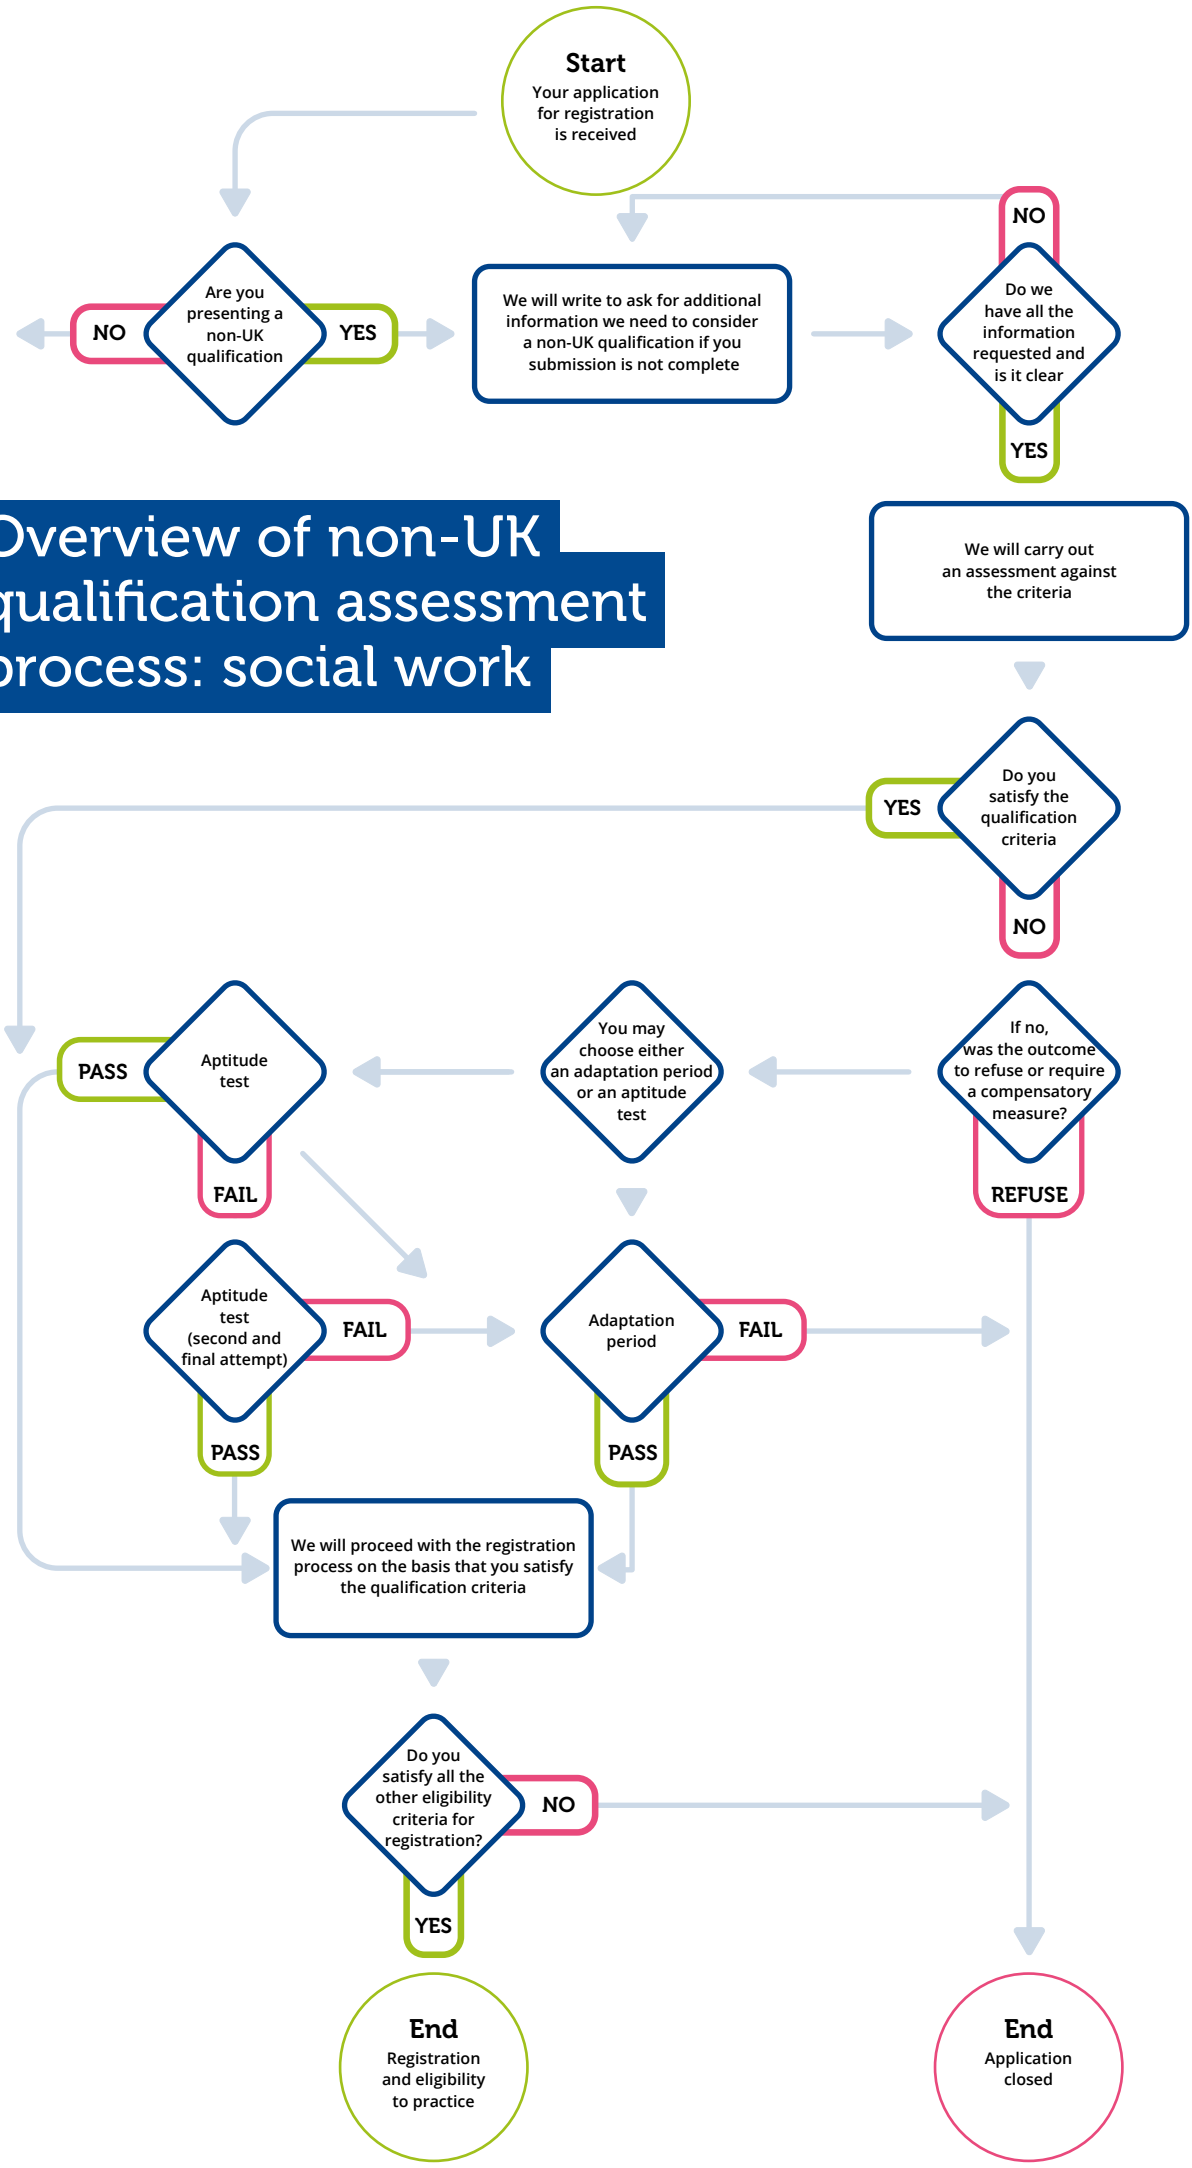 Start
Your application
for registration
is received
NO
Are you
presenting a
non-UK
qualification
NO
YES
We will write to ask for additional
information we need to consider
a non-UK qualification if you
submission is not complete
Do we
have all the
information
requested and
is it clear
YES
Overview of non-UK
qualification assessment
process: social work
We will carry out
an assessment against
the criteria
Do you
satisfy the
qualification
criteria
YES
NO
Aptitude
test
PASS
FAIL
You may
choose either
an adaptation period
or an aptitude
test
If no,
was the outcome
to refuse or require
a compensatory
measure?
REFUSE
Aptitude
test
(second and
final attempt)
FAIL
PASS
Adaptation
period
FAIL
PASS
We will proceed with the registration
process on the basis that you satisfy
the qualification criteria
Do you
satisfy all the
other eligibility
criteria for
registration?
NO
YES
End
Registration
and eligibility
to practice
End
Application
closed